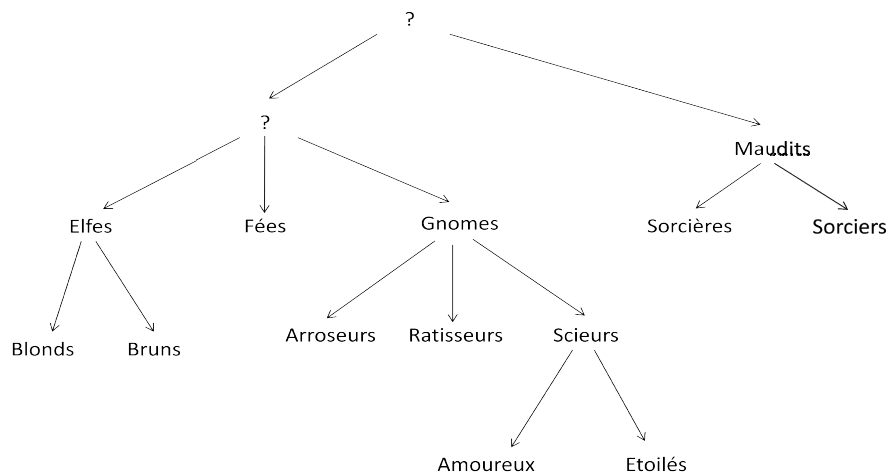 ?
?
Maudits
Elfes
Fées
Gnomes
Sorcières
Sorciers
Blonds
Bruns
Arroseurs
Ratisseurs
Scieurs
Amoureux
Etoilés